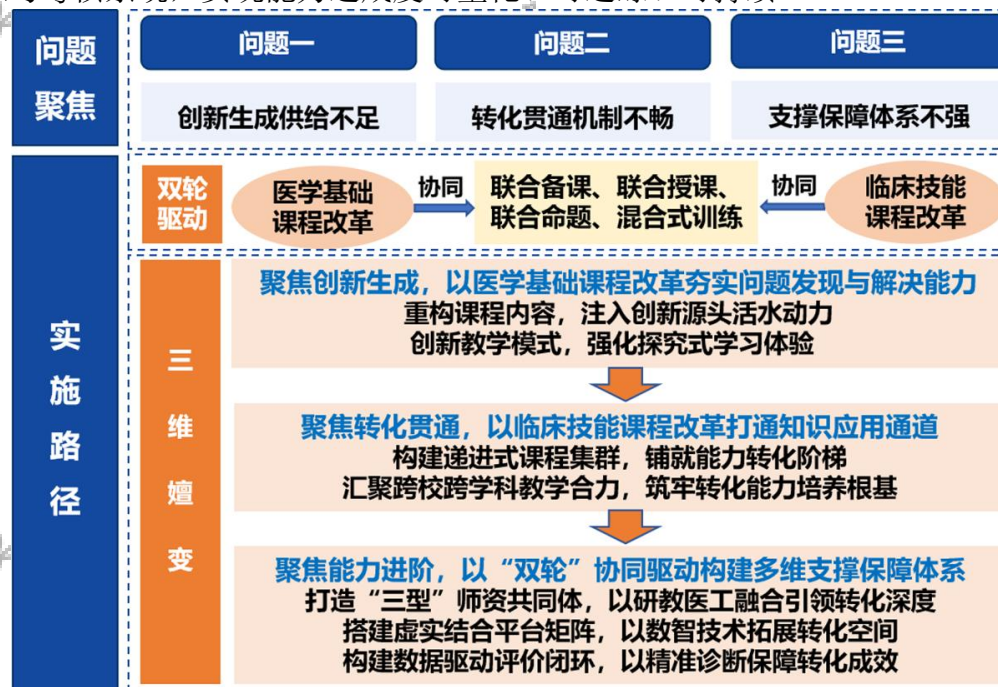 问题
聚焦
问题一
问题二
问题三
创新生成供给不足
转化贯通机制不畅
支撑保障体系不强
实
施
路
径
双轮
驱动
医学基础
课程改革
协同
联合备课、联合授课、
联合命题、混合式训练
协同
临床技能
课程改革
三
维
嬗
变
聚焦创新生成，以医学基础课程改革夯实问题发现与解决能力
重构课程内容，注入创新源头活水动力
创新教学模式，强化探究式学习体验
聚焦转化贯通，以临床技能课程改革打通知识应用通道
构建递进式课程集群，铺就能力转化阶梯
汇聚跨校跨学科教学合力，筑牢转化能力培养根基
聚焦能力进阶，以“双轮”协同驱动构建多维支撑保障体系
打造“三型”师资共同体，以研教医工融合引领转化深度
搭建虚实结合平台矩阵，以数智技术拓展转化空间
构建数据驱动评价闭环，以精准诊断保障转化成效